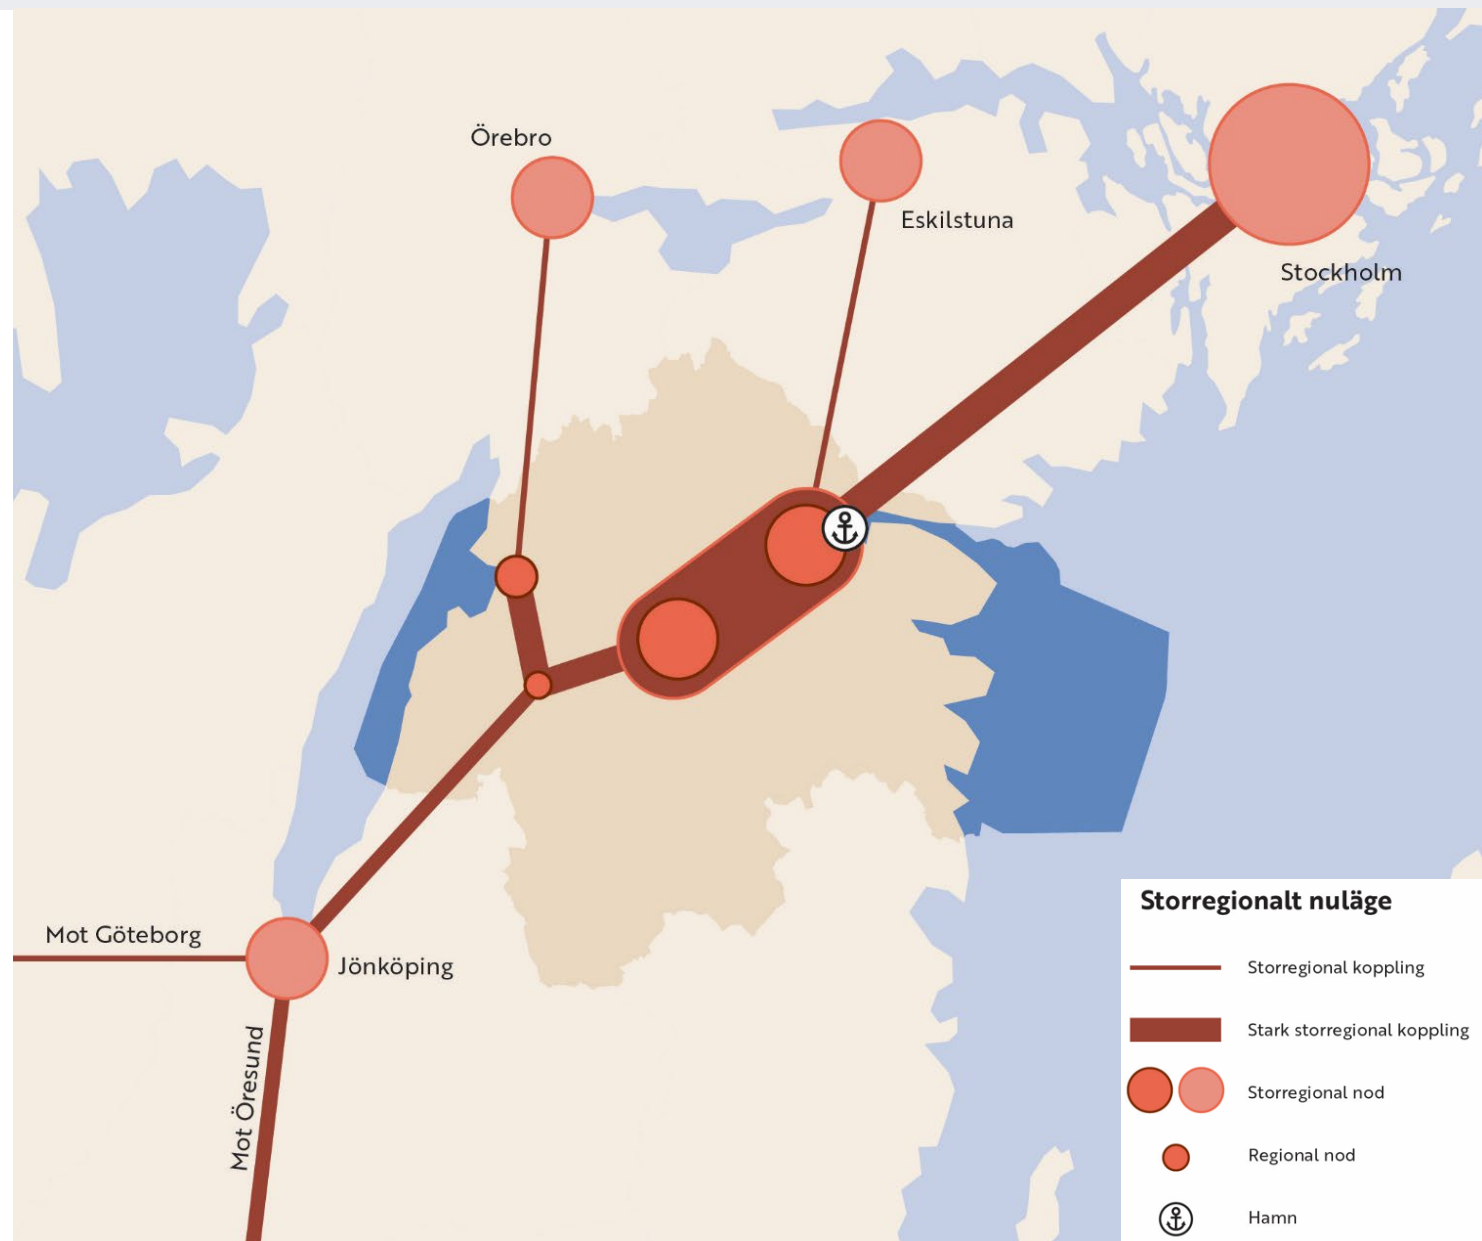 Örebro
Eskilstuna
Stockholm
Mot Göteborg
Jönköping
Mot Öresund
Storregionalt nuläge
Storregional koppling
Stark storregional koppling
Storregional nod
Regional nod
Hamn